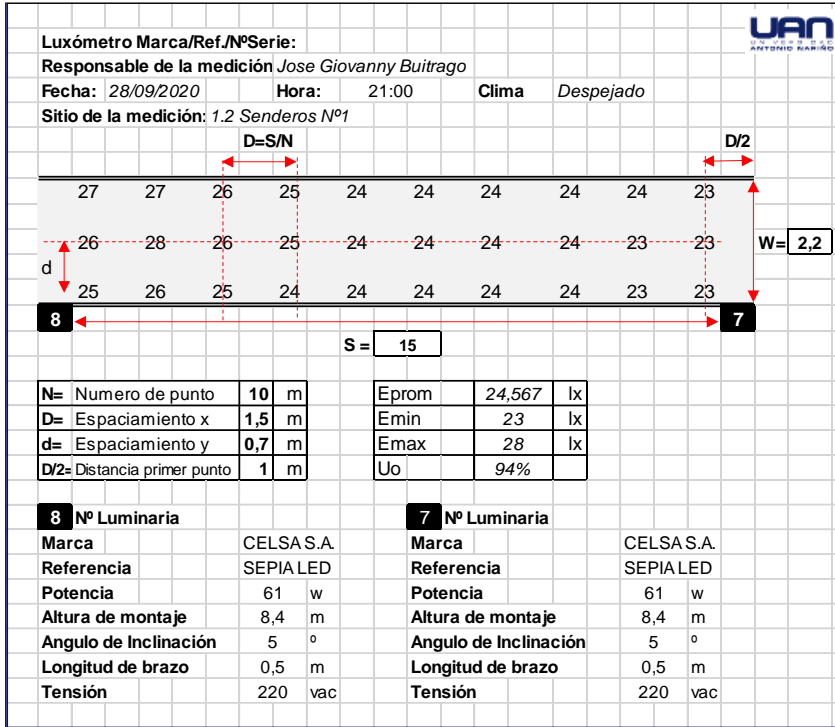 UAN
UNIVERSIDAD
ANTONIO NARIÑO
Luxómetro Marca/Ref./NºSerie:
Responsable de la medición Jose Giovanny Buitrago
Fecha: 28/09/2020 Hora: 21:00 Clima Despejado
Sitio de la medición: 1.2 Senderos Nº1
D=S/N D/2
27 27 26 25 24 24 24 24 24 23
26 28 26 25 24 24 24 24 23 23 W= 2,2
d
25 26 25 24 24 24 24 24 23 23
8 7
S = 15
N= Numero de punto 10 m Eprom 24,567 lx
D= Espaciamiento x 1,5 m Emin 23 lx
d= Espaciamiento y 0,7 m Emax 28 lx
D/2= Distancia primer punto 1 m Uo 94%
8 Nº Luminaria 7 Nº Luminaria
Marca CELSA S.A. Marca CELSA S.A.
Referencia SEPIA LED Referencia SEPIA LED
Potencia 61 w Potencia 61 w
Altura de montaje 8,4 m Altura de montaje 8,4 m
Angulo de Inclinación 5 º Angulo de Inclinación 5 º
Longitud de brazo 0,5 m Longitud de brazo 0,5 m
Tensión 220 vac Tensión 220 vac